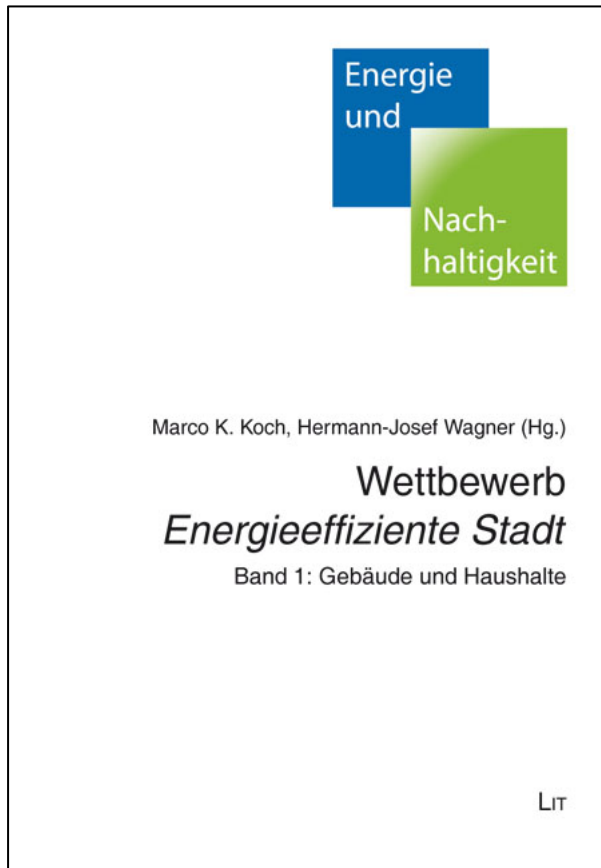 Energie
und
Nach-
haltigkeit
Marco K. Koch, Hermann-Josef Wagner (Hg.)
Wettbewerb
Energieeffiziente Stadt
Band 1: Gebäude und Haushalte
LIT